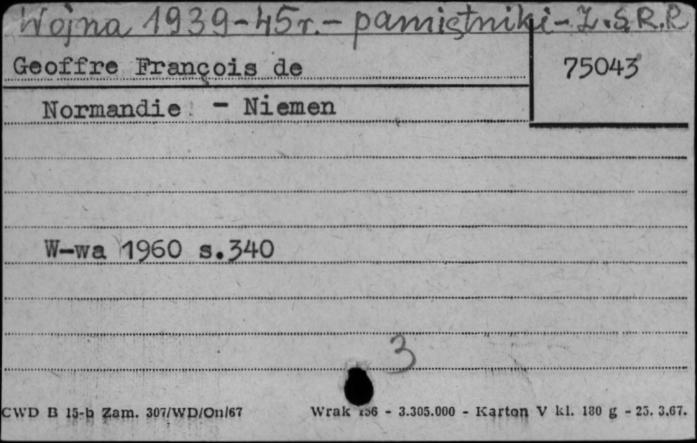 Wojna 1939-45r.- pamiętniki - Z.S.R.R
Geoffre François de
75043
Normandie - Niemen
W-wa 1960 s.340
3
CWD B 15-b Zam. 307/WD/On/67 Wrak 156 - 3.305.000 - Karton V kl. 180 g - 23. 3.67.